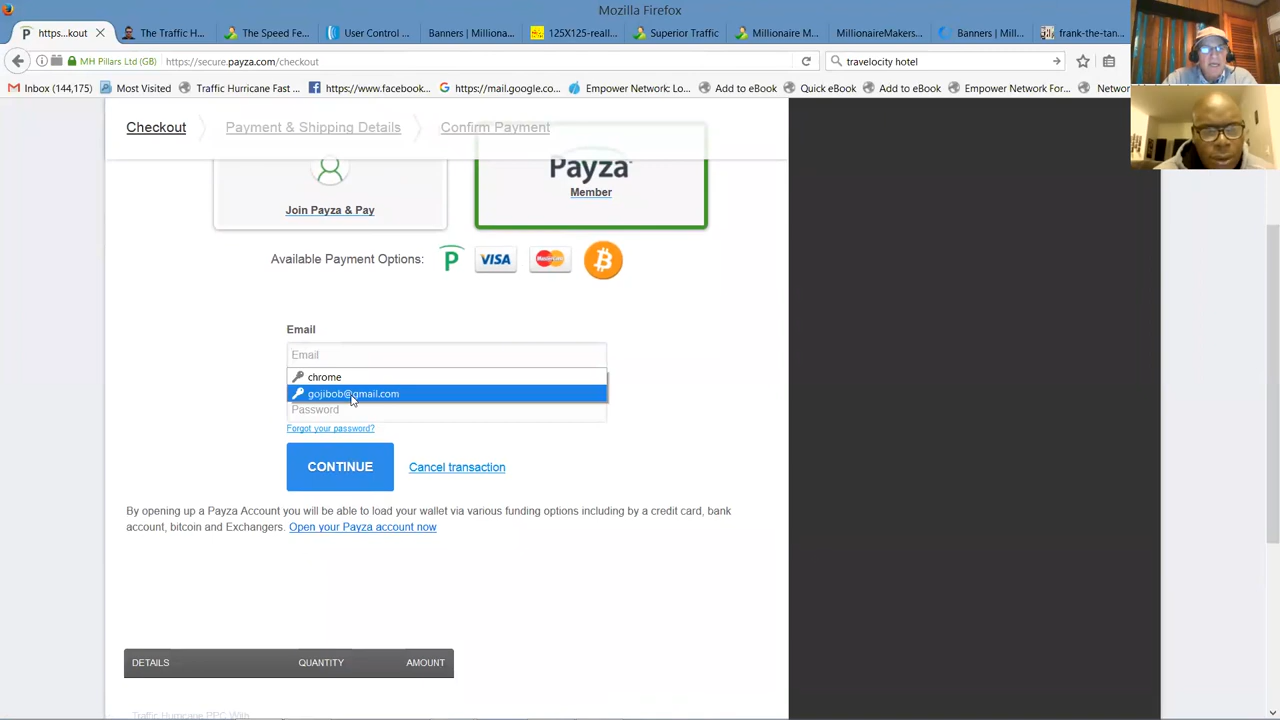 Mozilla Firefox
https...kout
The Traffic H...
The Speed Fe...
User Control ...
Banners | Milliona...
125X125-reall...
Superior Traffic
Millionaire M...
MillionaireMakers...
Banners | Mill...
frank-the-tan...
MH Pillars Ltd (GB)
https://secure.payza.com/checkout
travelocity hotel
Inbox (144,175)
Most Visited
Traffic Hurricane Fast ...
https://www.facebook...
https://mail.google.co...
Empower Network: Lo...
Add to eBook
Quick eBook
Add to eBook
Empower Network For...
Netwo
Checkout
Payment & Shipping Details
Confirm Payment
Join Payza & Pay
Payza
Member
Available Payment Options:
P
VISA
MasterCard
Email
Email
chrome
gojibob@gmail.com
Password
Forgot your password?
CONTINUE
Cancel transaction
By opening up a Payza Account you will be able to load your wallet via various funding options including by a credit card, bank
account, bitcoin and Exchangers. Open your Payza account now
DETAILS
QUANTITY
AMOUNT
Traffic Hurricane PPC With